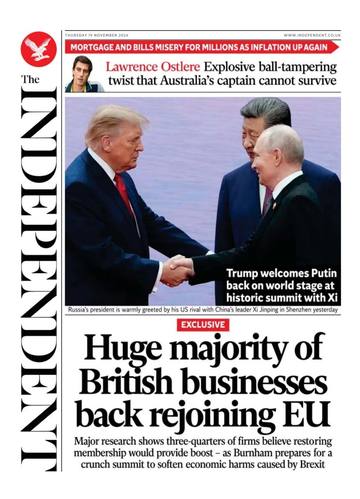 THURSDAY 19 NOVEMBER 2026
WWW.INDEPENDENT.CO.UK
MORTGAGE AND BILLS MISERY FOR MILLIONS AS INFLATION UP AGAIN
The
INDEPENDENT
Lawrence Ostlere Explosive ball-tampering
twist that Australia’s captain cannot survive
Trump welcomes Putin
back on world stage at
historic summit with Xi
Russia’s president is warmly greeted by his US rival with China’s leader Xi Jinping in Shenzhen yesterday
EXCLUSIVE
Huge majority of
British businesses
back rejoining EU
Major research shows three-quarters of firms believe restoring
membership would provide boost – as Burnham prepares for a
crunch summit to soften economic harms caused by Brexit